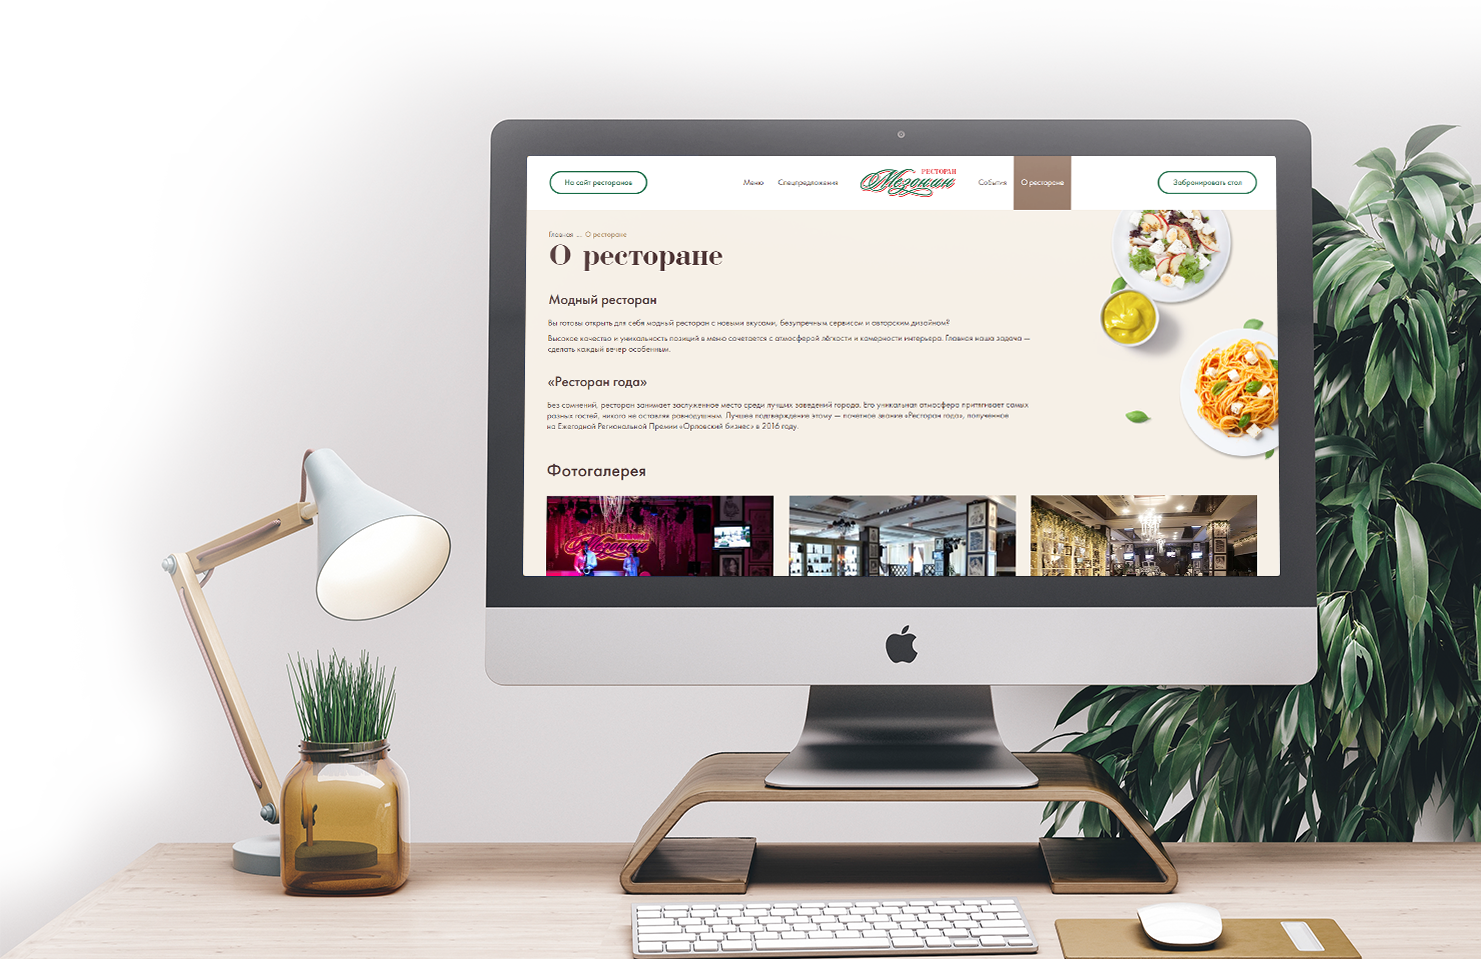 На сайт ресторанов
Меню
Спецпредложения
РЕСТОРАН
Мезонин
События
О ресторане
Забронировать стол
Главная ... О ресторане
О ресторане
Модный ресторан
Вы готовы открыть для себя модный ресторан с новыми вкусами, безупречным сервисом и авторским дизайном?
Высокое качество и уникальность позиций в меню сочетается с атмосферой лёгкости и камерности интерьера. Главная наша задача —
сделать каждый вечер особенным.
«Ресторан года»
Без сомнений, ресторан занимает заслуженное место среди лучших заведений города. Его уникальная атмосфера притягивает самых
разных гостей, никого не оставляя равнодушным. Лучшее подтверждение этому — почетное звание «Ресторан года», полученное
на Ежегодной Региональной Премии «Орловский бизнес» в 2016 году.
Фотогалерея
Мезонин